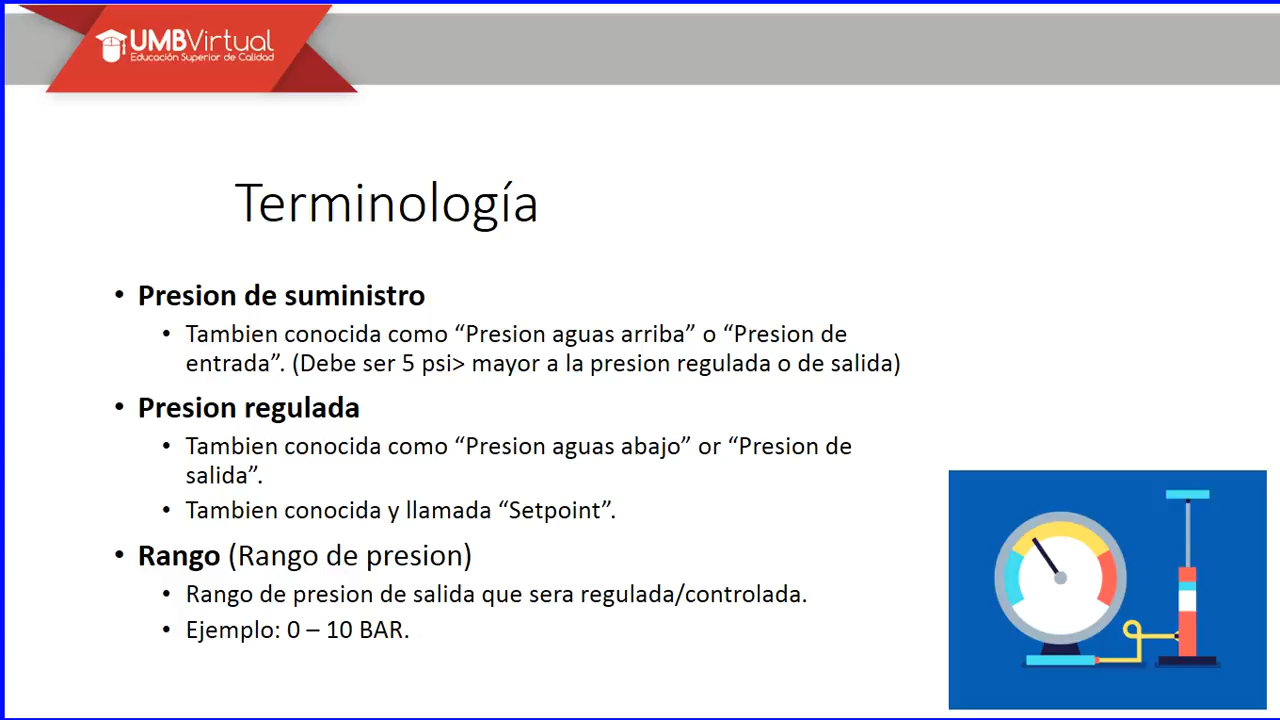 UMBVirtual
Educación Superior de Calidad
Terminología
• Presion de suministro
• Tambien conocida como “Presion aguas arriba” o “Presion de
entrada”. (Debe ser 5 psi> mayor a la presion regulada o de salida)
• Presion regulada
• Tambien conocida como “Presion aguas abajo” or “Presion de
salida”.
• Tambien conocida y llamada “Setpoint”.
• Rango (Rango de presion)
• Rango de presion de salida que sera regulada/controlada.
• Ejemplo: 0 – 10 BAR.